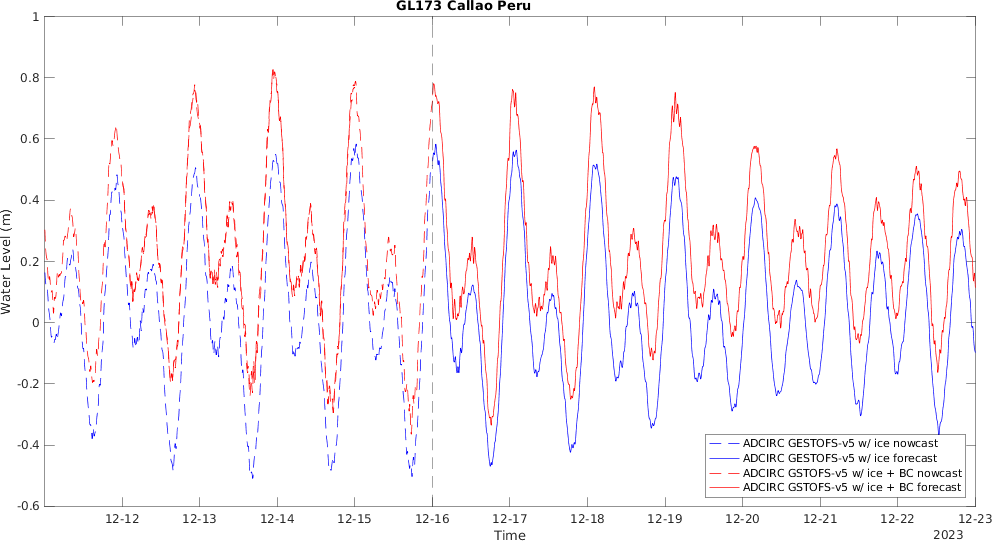 GL173 Callao Peru
1
0.8
0.6
0.4
0.2
0
-0.2
-0.4
-0.6
Water Level (m)
ADCIRC GESTOFS-v5 w/ ice nowcast
ADCIRC GESTOFS-v5 w/ ice forecast
ADCIRC GSTOFS-v5 w/ ice + BC nowcast
ADCIRC GSTOFS-v5 w/ ice + BC forecast
12-12 12-13 12-14 12-15 12-16 12-17 12-18 12-19 12-20 12-21 12-22 12-23
Time
2023